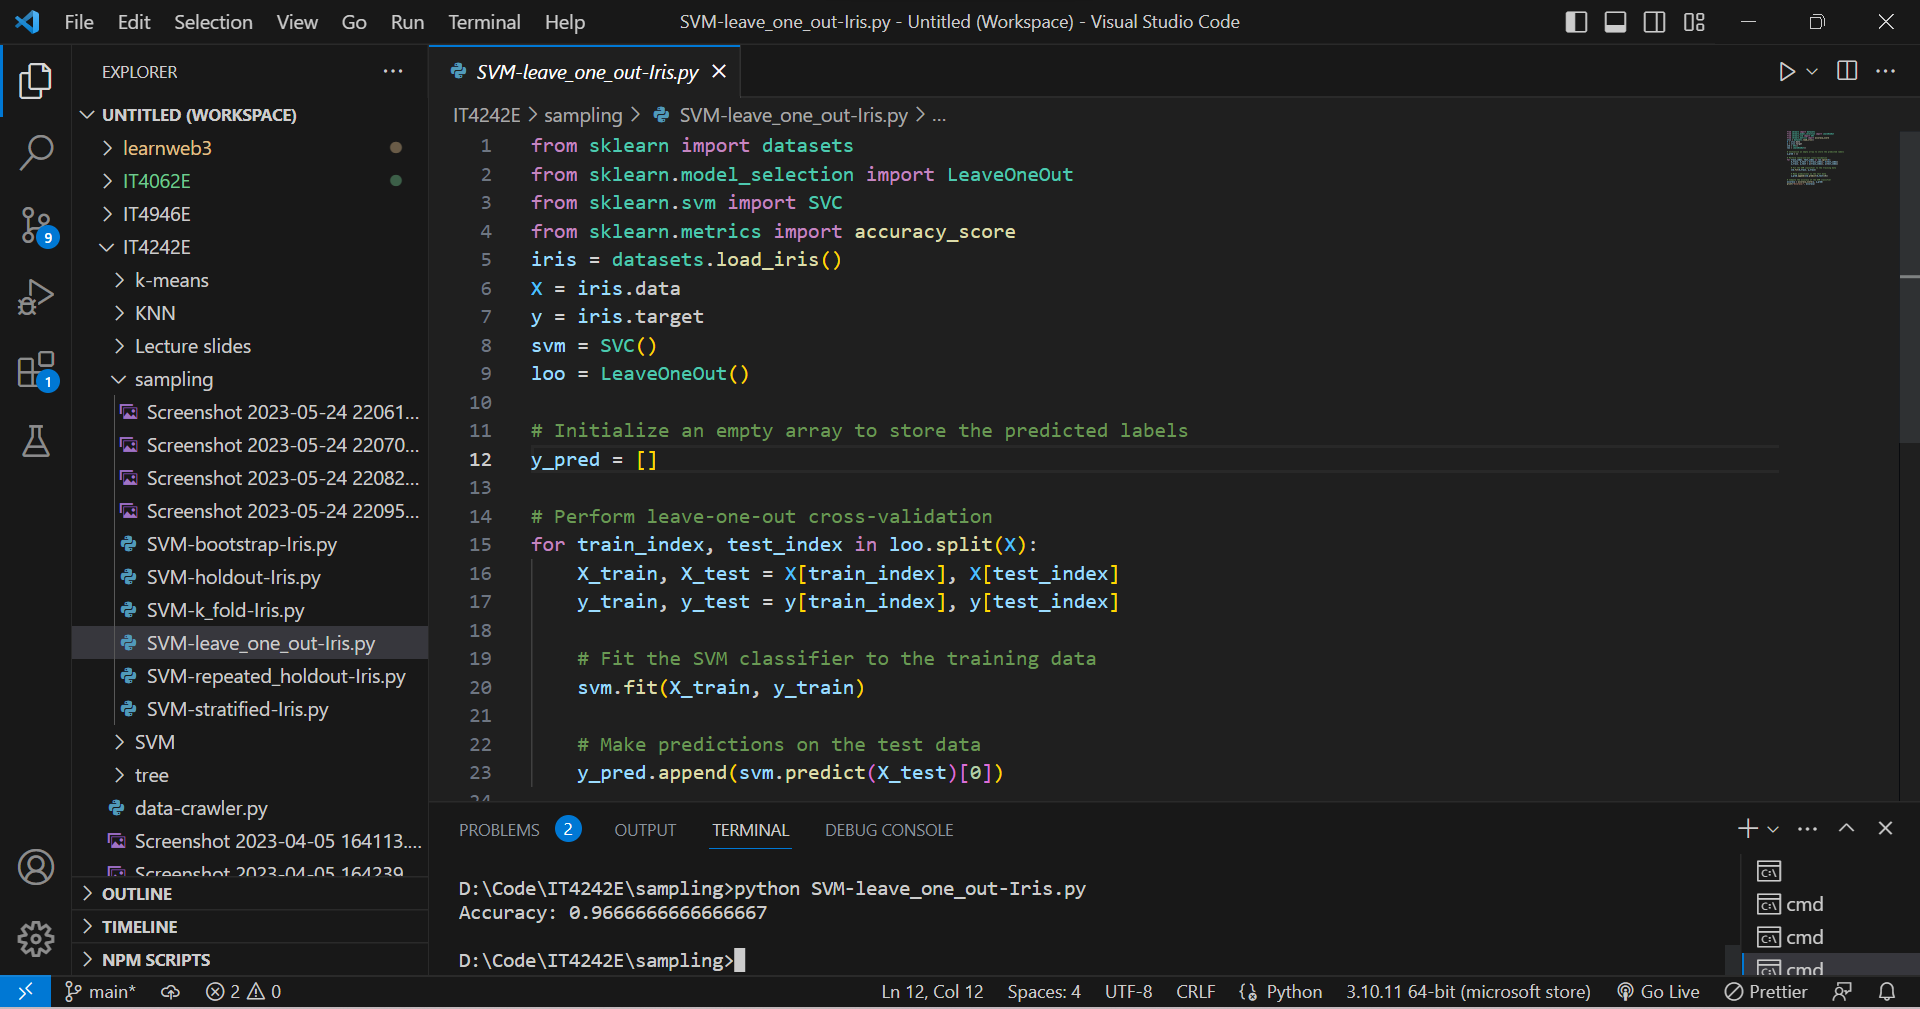 File Edit Selection View Go Run Terminal Help
SVM-leave_one_out-Iris.py - Untitled (Workspace) - Visual Studio Code
EXPLORER
UNTITLED (WORKSPACE)
learnweb3
IT4062E
IT4946E
IT4242E
k-means
KNN
Lecture slides
sampling
Screenshot 2023-05-24 22061...
Screenshot 2023-05-24 22070...
Screenshot 2023-05-24 22082...
Screenshot 2023-05-24 22095...
SVM-bootstrap-Iris.py
SVM-holdout-Iris.py
SVM-k_fold-Iris.py
SVM-leave_one_out-Iris.py
SVM-repeated_holdout-Iris.py
SVM-stratified-Iris.py
SVM
tree
data-crawler.py
Screenshot 2023-04-05 164113....
Screenshot 2023-04-05 164239
OUTLINE
TIMELINE
NPM SCRIPTS
9
1
SVM-leave_one_out-Iris.py
IT4242E > sampling > SVM-leave_one_out-Iris.py > ...
1 from sklearn import datasets
2 from sklearn.model_selection import LeaveOneOut
3 from sklearn.svm import SVC
4 from sklearn.metrics import accuracy_score
5 iris = datasets.load_iris()
6 X = iris.data
7 y = iris.target
8 svm = SVC()
9 loo = LeaveOneOut()
10
11 # Initialize an empty array to store the predicted labels
12 y_pred = []
13
14 # Perform leave-one-out cross-validation
15 for train_index, test_index in loo.split(X):
16     X_train, X_test = X[train_index], X[test_index]
17     y_train, y_test = y[train_index], y[test_index]
18
19     # Fit the SVM classifier to the training data
20     svm.fit(X_train, y_train)
21
22     # Make predictions on the test data
23     y_pred.append(svm.predict(X_test)[0])
24
PROBLEMS 2 OUTPUT TERMINAL DEBUG CONSOLE
D:\Code\IT4242E\sampling>python SVM-leave_one_out-Iris.py
Accuracy: 0.9666666666666667
D:\Code\IT4242E\sampling>
cmd
cmd
cmd
main* 2 0
Ln 12, Col 12 Spaces: 4 UTF-8 CRLF Python 3.10.11 64-bit (microsoft store) Go Live Prettier